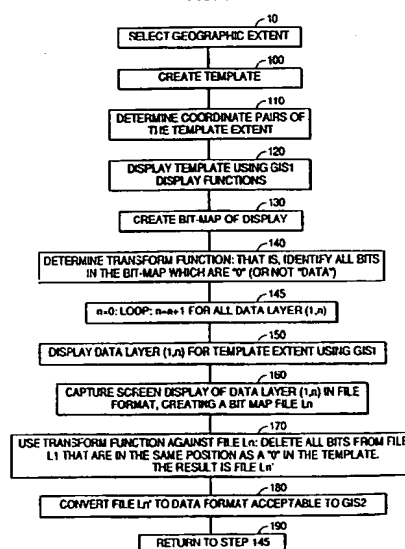 10
SELECT GEOGRAPHIC EXTENT
100
CREATE TEMPLATE
110
DETERMINE COORDINATE PAIRS OF
THE TEMPLATE EXTENT
120
DISPLAY TEMPLATE USING GIS1
DISPLAY FUNCTIONS
130
CREATE BIT-MAP OF DISPLAY
140
DETERMINE TRANSFORM FUNCTION: THAT IS, IDENTIFY ALL BITS
IN THE BIT-MAP WHICH ARE "0" (OR NOT "DATA")
145
n=0: LOOP: n=n+1 FOR ALL DATA LAYER (1,n)
150
DISPLAY DATA LAYER (1,n) FOR TEMPLATE EXTENT USING GIS1
160
CAPTURE SCREEN DISPLAY OF DATA LAYER (1,n) IN FILE
FORMAT, CREATING A BIT MAP FILE Ln
170
USE TRANSFORM FUNCTION AGAINST FILE Ln: DELETE ALL BITS FROM FILE
L1 THAT ARE IN THE SAME POSITION AS A "0" IN THE TEMPLATE.
THE RESULT IS FILE Ln'
180
CONVERT FILE Ln' TO DATA FORMAT ACCEPTABLE TO GIS2
190
RETURN TO STEP 145